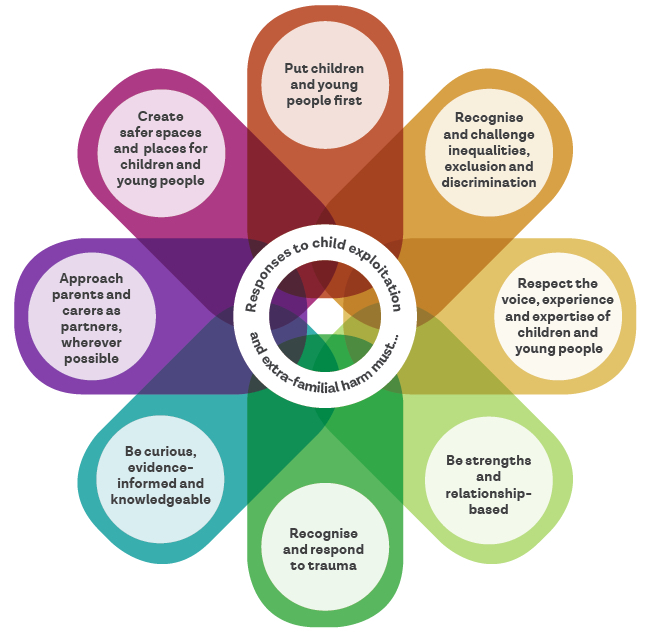 Put children
and young
people first
Recognise
and challenge
inequalities,
exclusion and
discrimination
Respect the
voice, experience
and expertise of
children and
young people
Be strengths
and
relationship-
based
Recognise
and respond
to trauma
Be curious,
evidence-
informed and
knowledgeable
Approach
parents and
carers as
partners,
wherever
possible
Create
safer spaces
and places for
children and
young people
Responses to child exploitation
and extra-familial harm must...